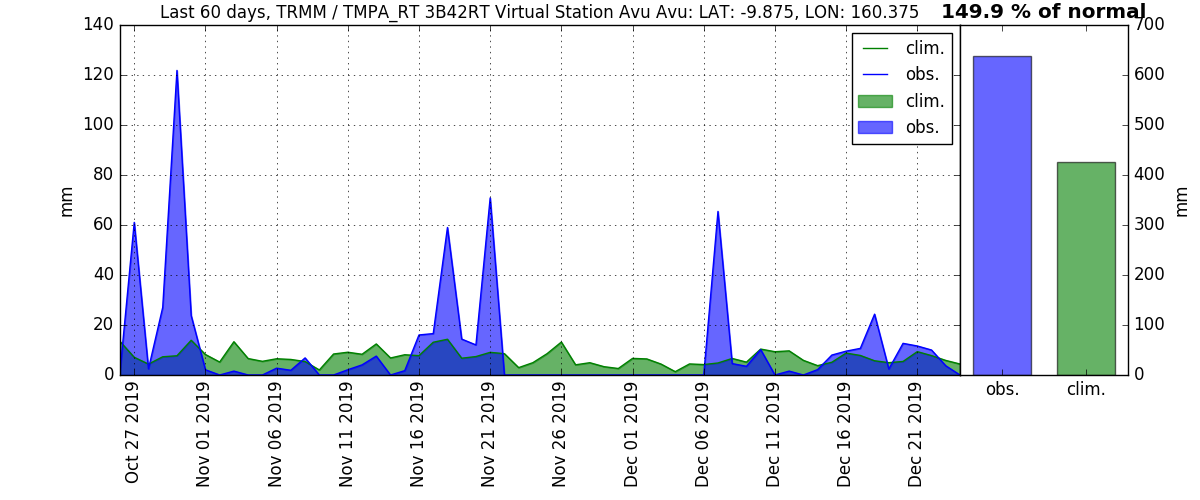 Last 60 days, TRMM / TMPA_RT 3B42RT Virtual Station Avu Avu: LAT: -9.875, LON: 160.375
149.9 % of normal
140
120
100
80
60
40
20
0
mm
clim.
obs.
clim.
obs.
700
600
500
400
300
200
100
0
mm
Oct 27 2019
Nov 01 2019
Nov 06 2019
Nov 11 2019
Nov 16 2019
Nov 21 2019
Nov 26 2019
Dec 01 2019
Dec 06 2019
Dec 11 2019
Dec 16 2019
Dec 21 2019
obs.
clim.